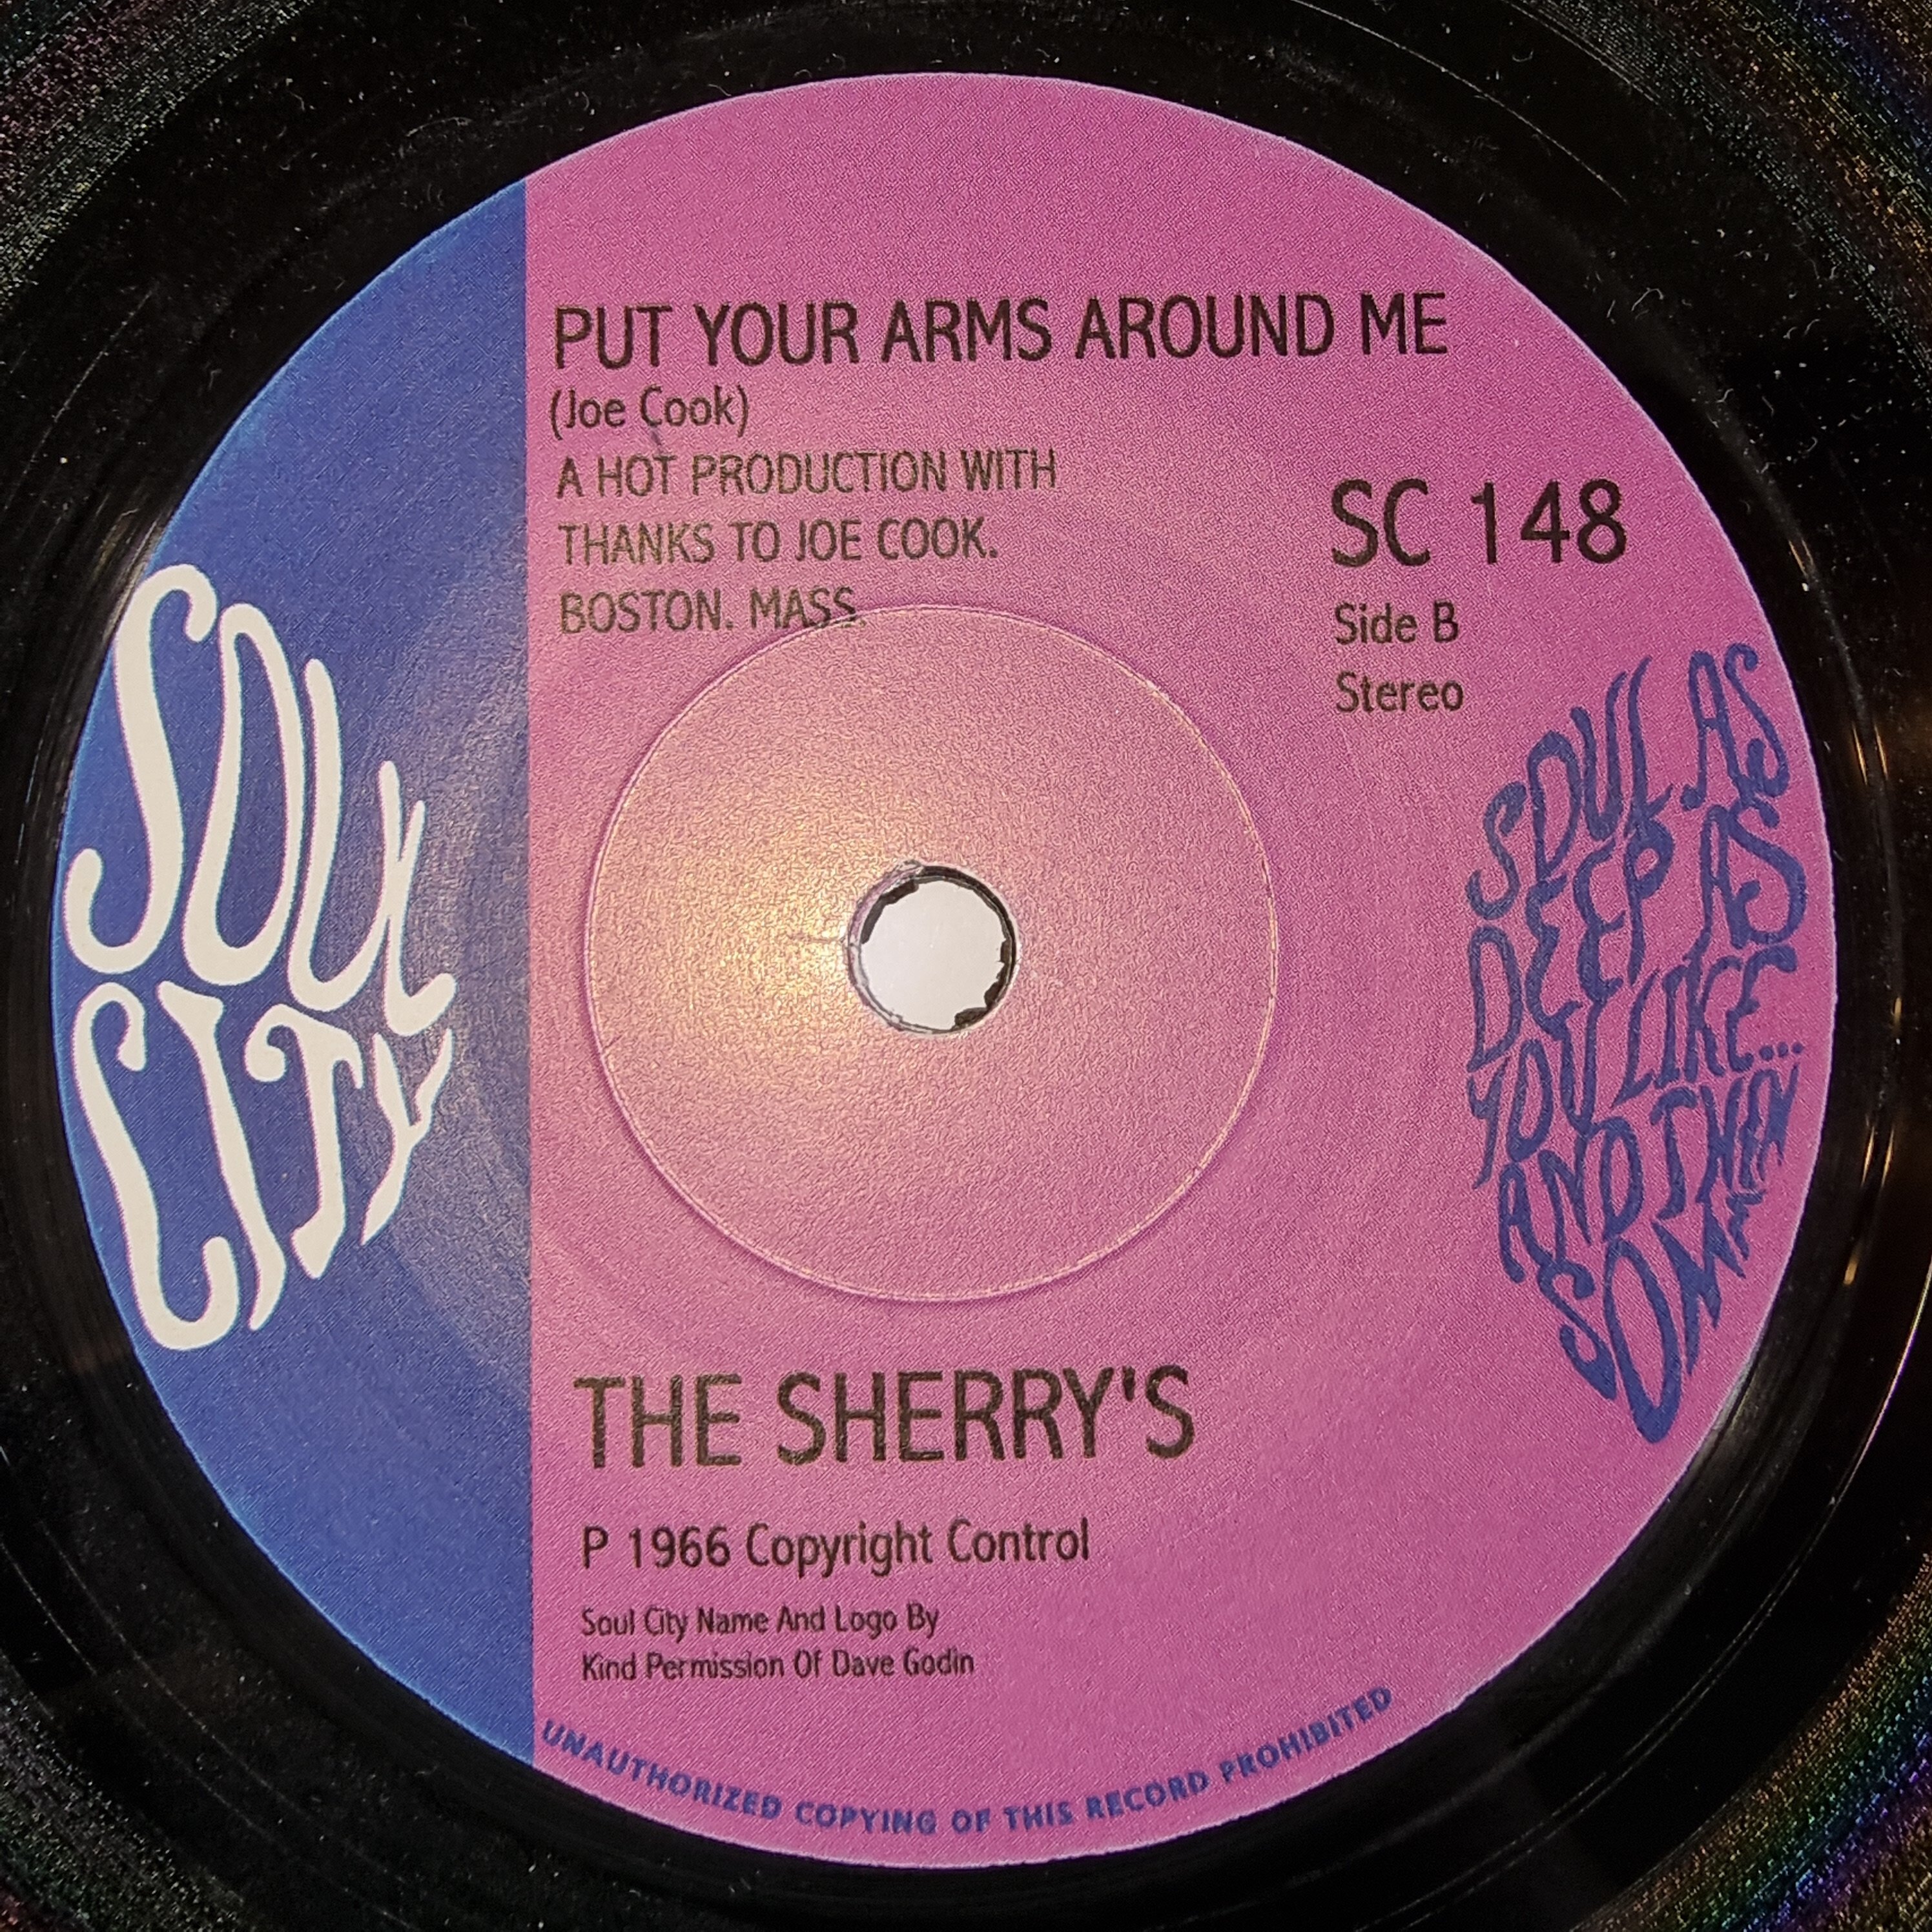 PUT YOUR ARMS AROUND ME
(Joe Cook)
A HOT PRODUCTION WITH
THANKS TO JOE COOK.
BOSTON. MASS.
SC 148
Side B
Stereo
SOUL
CITY
SOUL AS
DEEP AS
YOU LIKE...
AND THEN
SOME
THE SHERRY'S
P 1966 Copyright Control
Soul City Name And Logo By
Kind Permission Of Dave Godin
UNAUTHORIZED COPYING OF THIS RECORD PROHIBITED